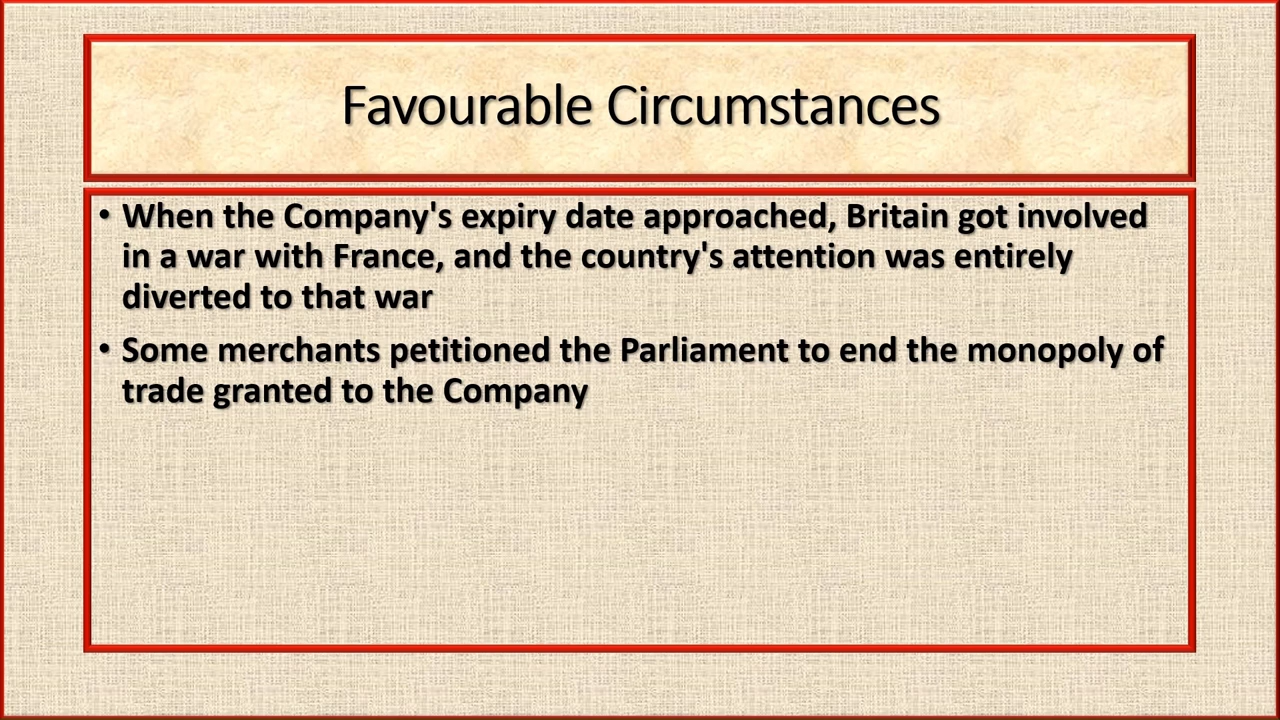 Favourable Circumstances
• When the Company's expiry date approached, Britain got involved
in a war with France, and the country's attention was entirely
diverted to that war
• Some merchants petitioned the Parliament to end the monopoly of
trade granted to the Company